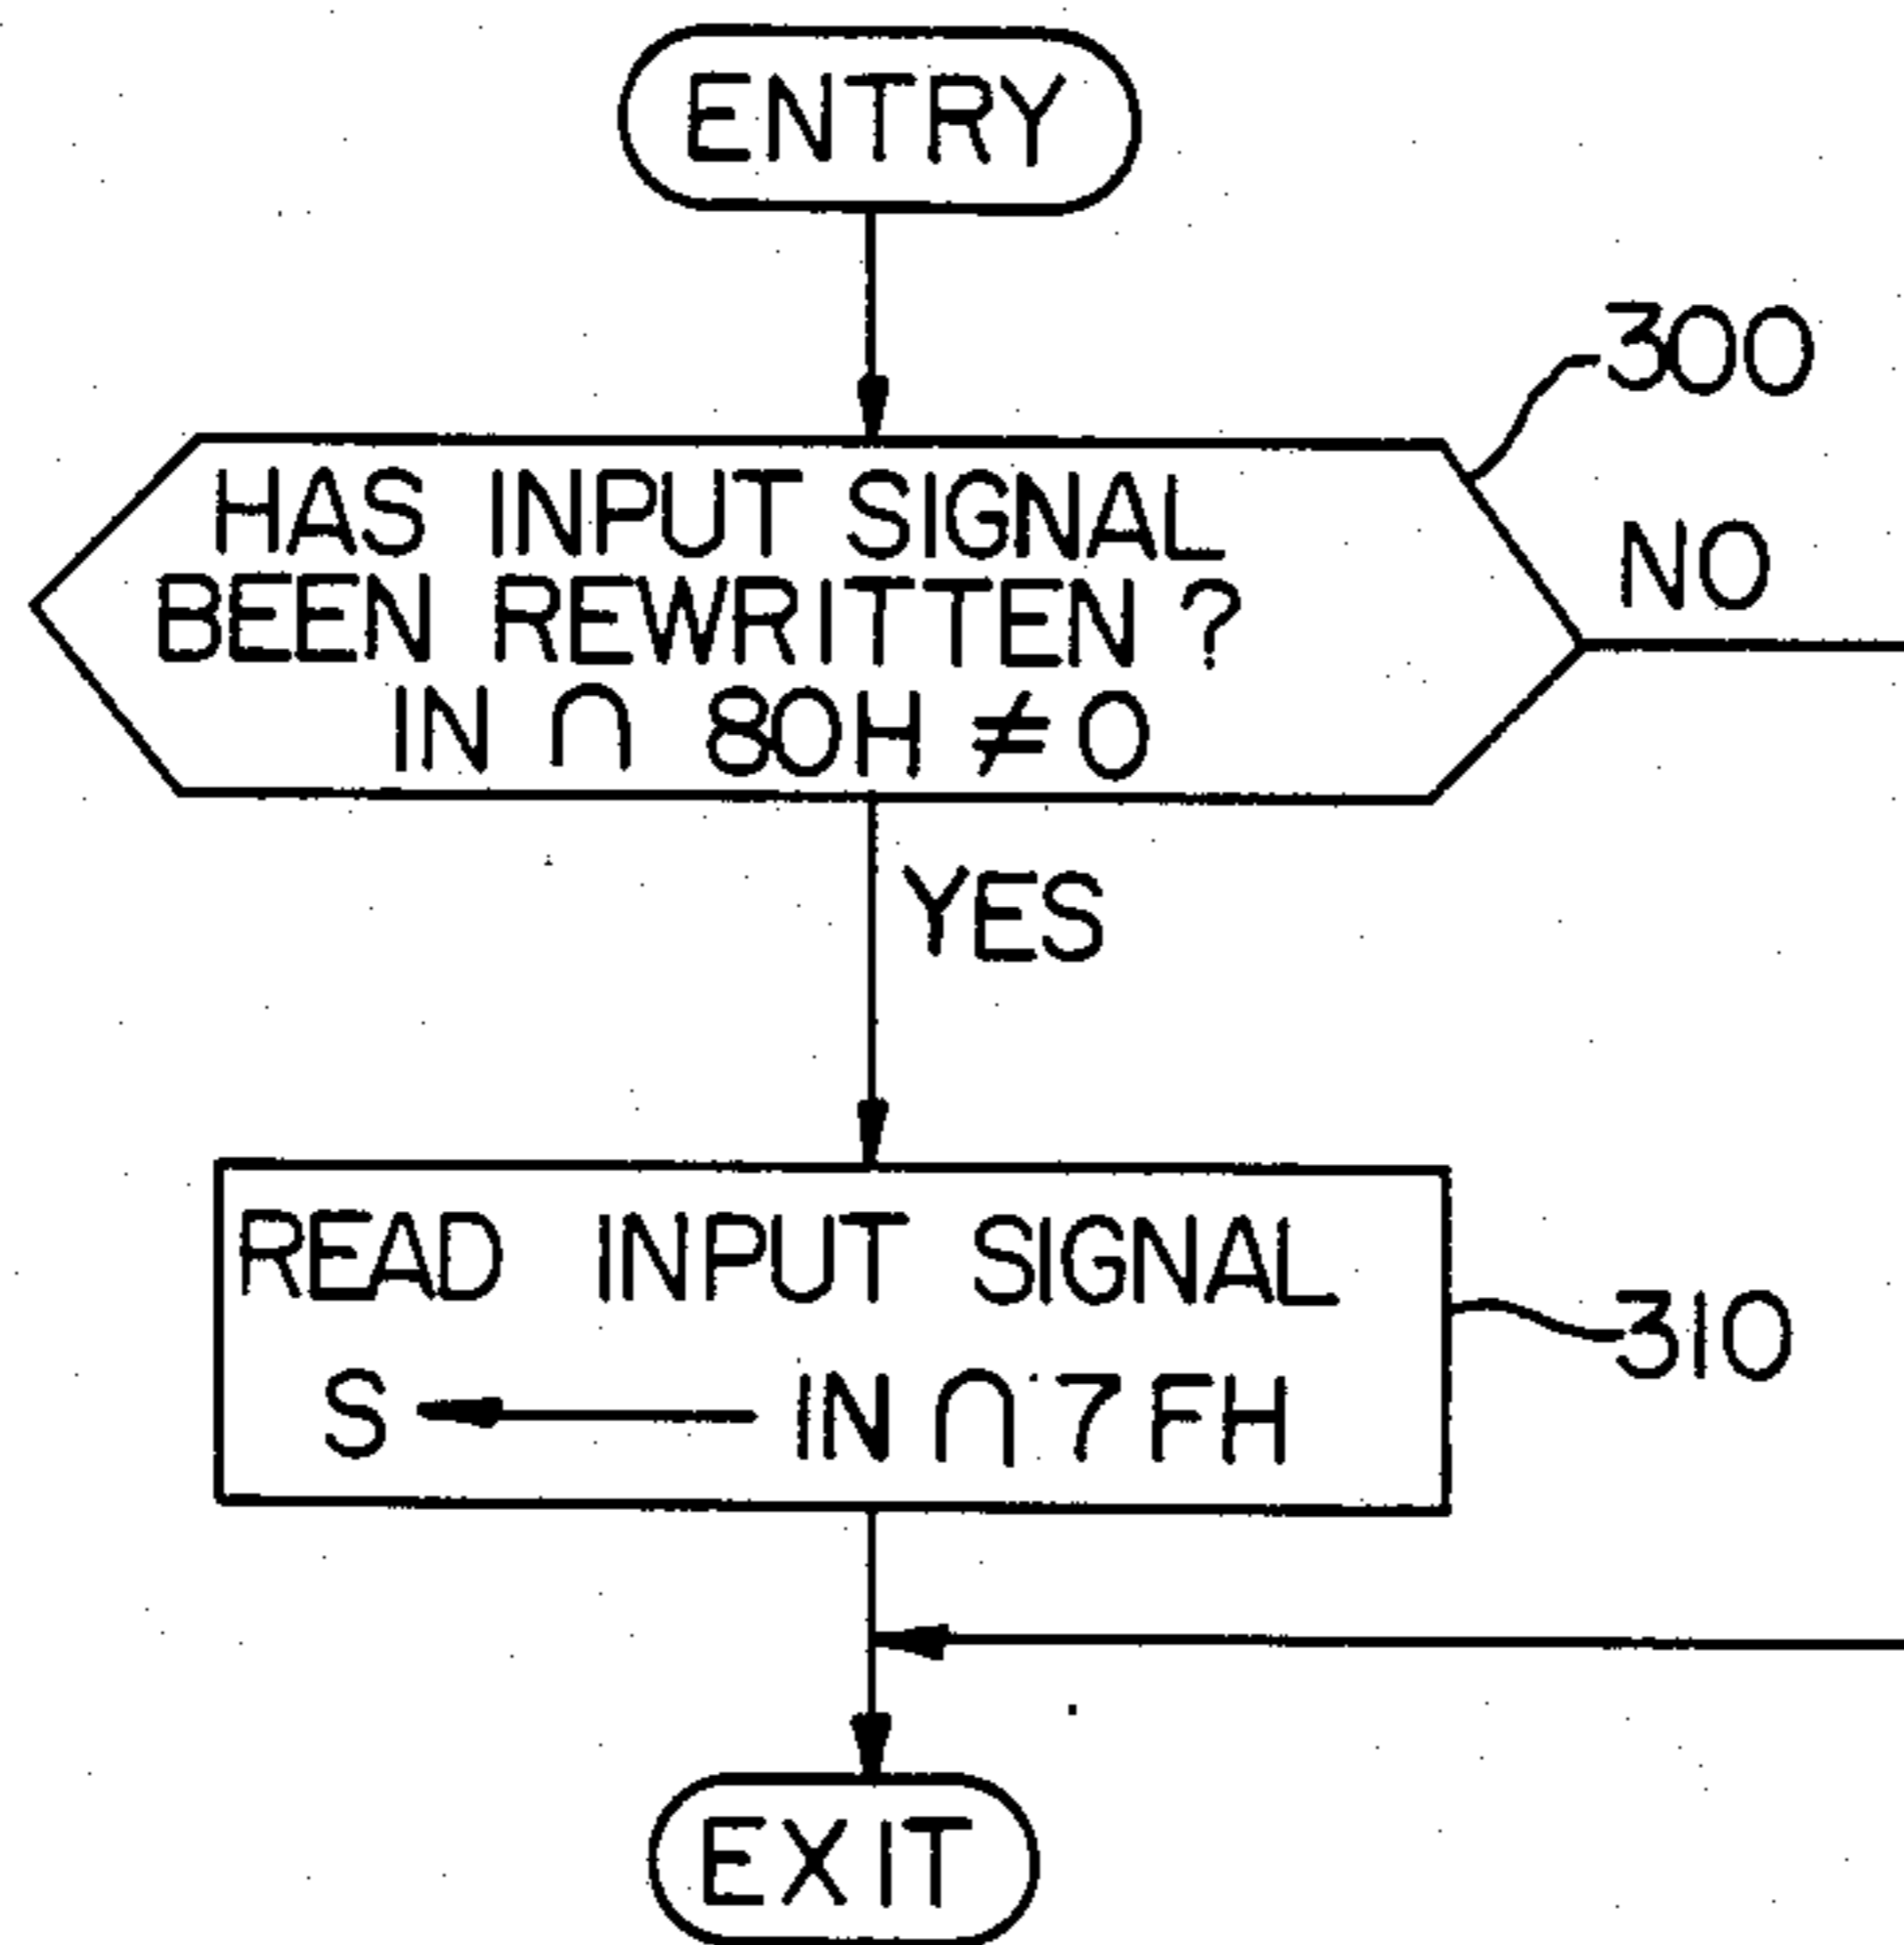 ENTRY
300
HAS INPUT SIGNAL
BEEN REWRITTEN ?
IN ∩ 80H ≠ 0
NO
YES
READ INPUT SIGNAL
S ← IN ∩ 7FH
310
EXIT